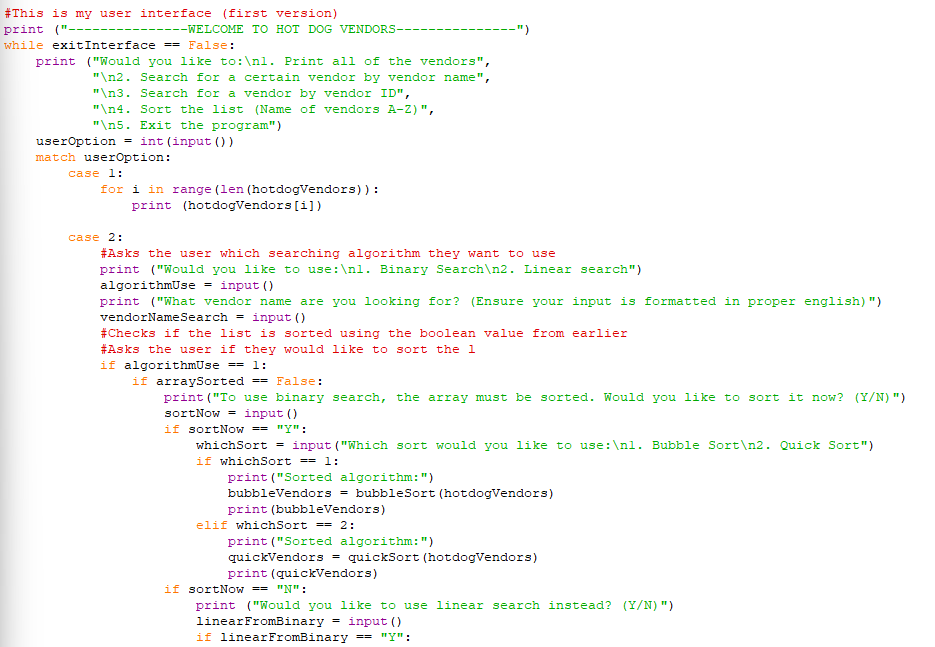 #This is my user interface (first version)
print ("---------------WELCOME TO HOT DOG VENDORS---------------")
while exitInterface == False:
    print ("Would you like to:\n1. Print all of the vendors",
           "\n2. Search for a certain vendor by vendor name",
           "\n3. Search for a vendor by vendor ID",
           "\n4. Sort the list (Name of vendors A-Z)",
           "\n5. Exit the program")
    userOption = int(input())
    match userOption:
        case 1:
            for i in range(len(hotdogVendors)):
                print (hotdogVendors[i])
        case 2:
            #Asks the user which searching algorithm they want to use
            print ("Would you like to use:\n1. Binary Search\n2. Linear search")
            algorithmUse = input()
            print ("What vendor name are you looking for? (Ensure your input is formatted in proper english)")
            vendorNameSearch = input()
            #Checks if the list is sorted using the boolean value from earlier
            #Asks the user if they would like to sort the l
            if algorithmUse == 1:
                if arraySorted == False:
                    print("To use binary search, the array must be sorted. Would you like to sort it now? (Y/N)")
                    sortNow = input()
                    if sortNow == "Y":
                        whichSort = input("Which sort would you like to use:\n1. Bubble Sort\n2. Quick Sort")
                        if whichSort == 1:
                            print("Sorted algorithm:")
                            bubbleVendors = bubbleSort(hotdogVendors)
                            print(bubbleVendors)
                        elif whichSort == 2:
                            print("Sorted algorithm:")
                            quickVendors = quickSort(hotdogVendors)
                            print(quickVendors)
                    if sortNow == "N":
                        print ("Would you like to use linear search instead? (Y/N)")
                        linearFromBinary = input()
                        if linearFromBinary == "Y":